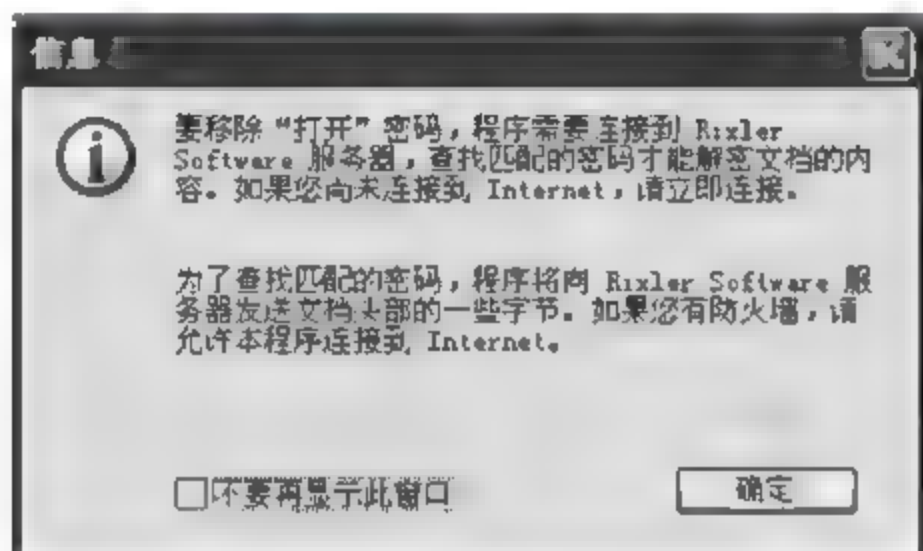 信息
要移除“打开”密码，程序需要连接到 Rixler
Software 服务器，查找匹配的密码才能解密文档的内
容。如果您尚未连接到 Internet，请立即连接。
为了查找匹配的密码，程序将向 Rixler Software 服
务器发送文档头部的一些字节。如果您有防火墙，请
允许本程序连接到 Internet。
不要再显示此窗口
确定